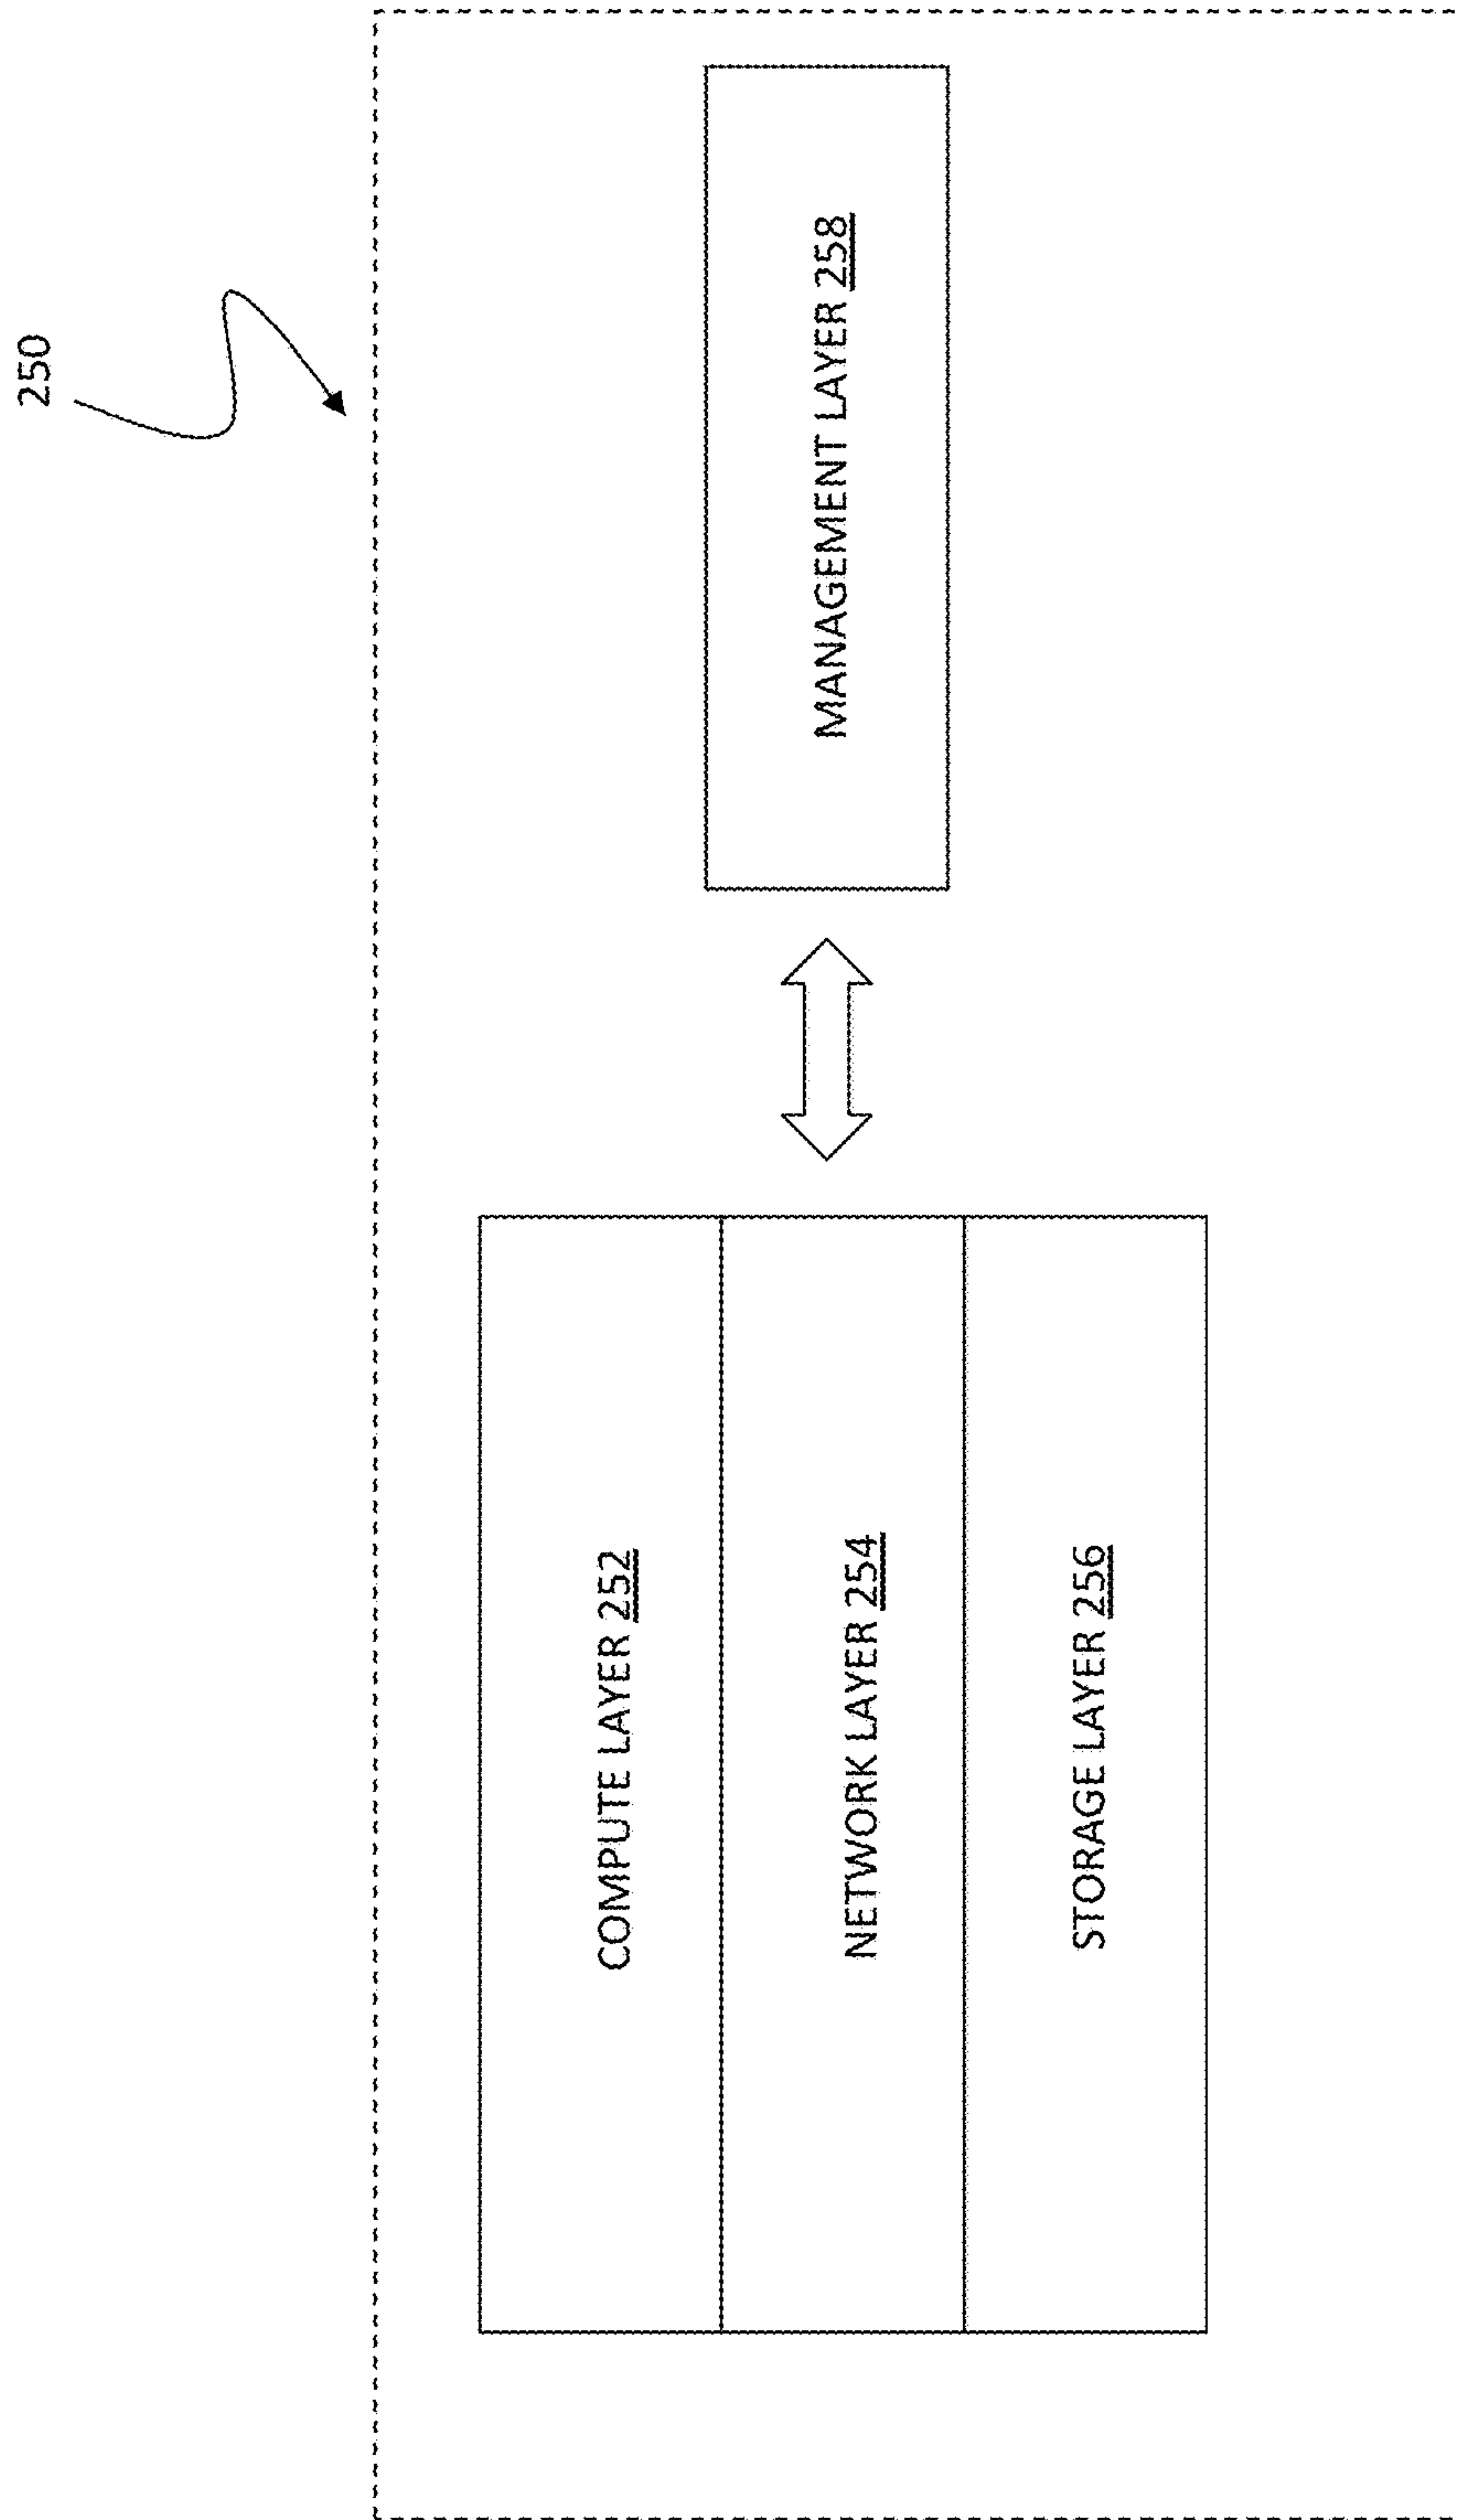 250
COMPUTE LAYER 252
NETWORK LAYER 254
STORAGE LAYER 256
MANAGEMENT LAYER 258